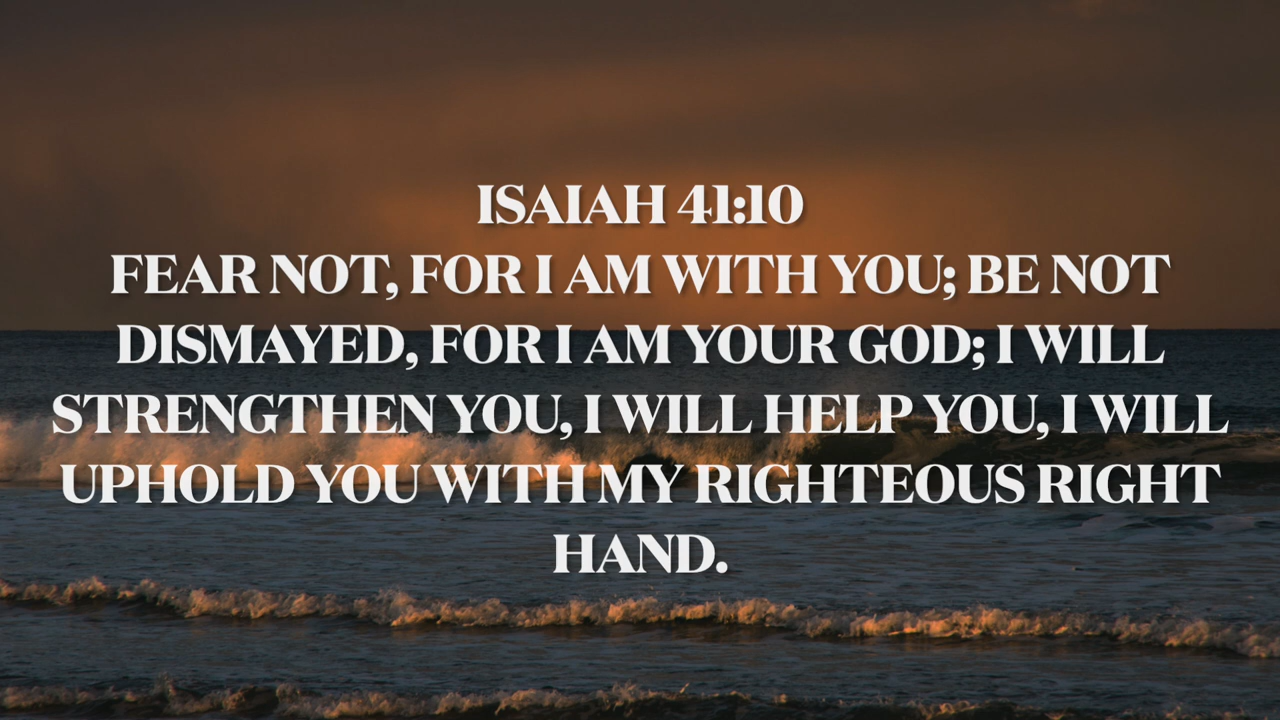 ISAIAH 41:10
FEAR NOT, FOR I AM WITH YOU; BE NOT
DISMAYED, FOR I AM YOUR GOD; I WILL
STRENGTHEN YOU, I WILL HELP YOU, I WILL
UPHOLD YOU WITH MY RIGHTEOUS RIGHT
HAND.